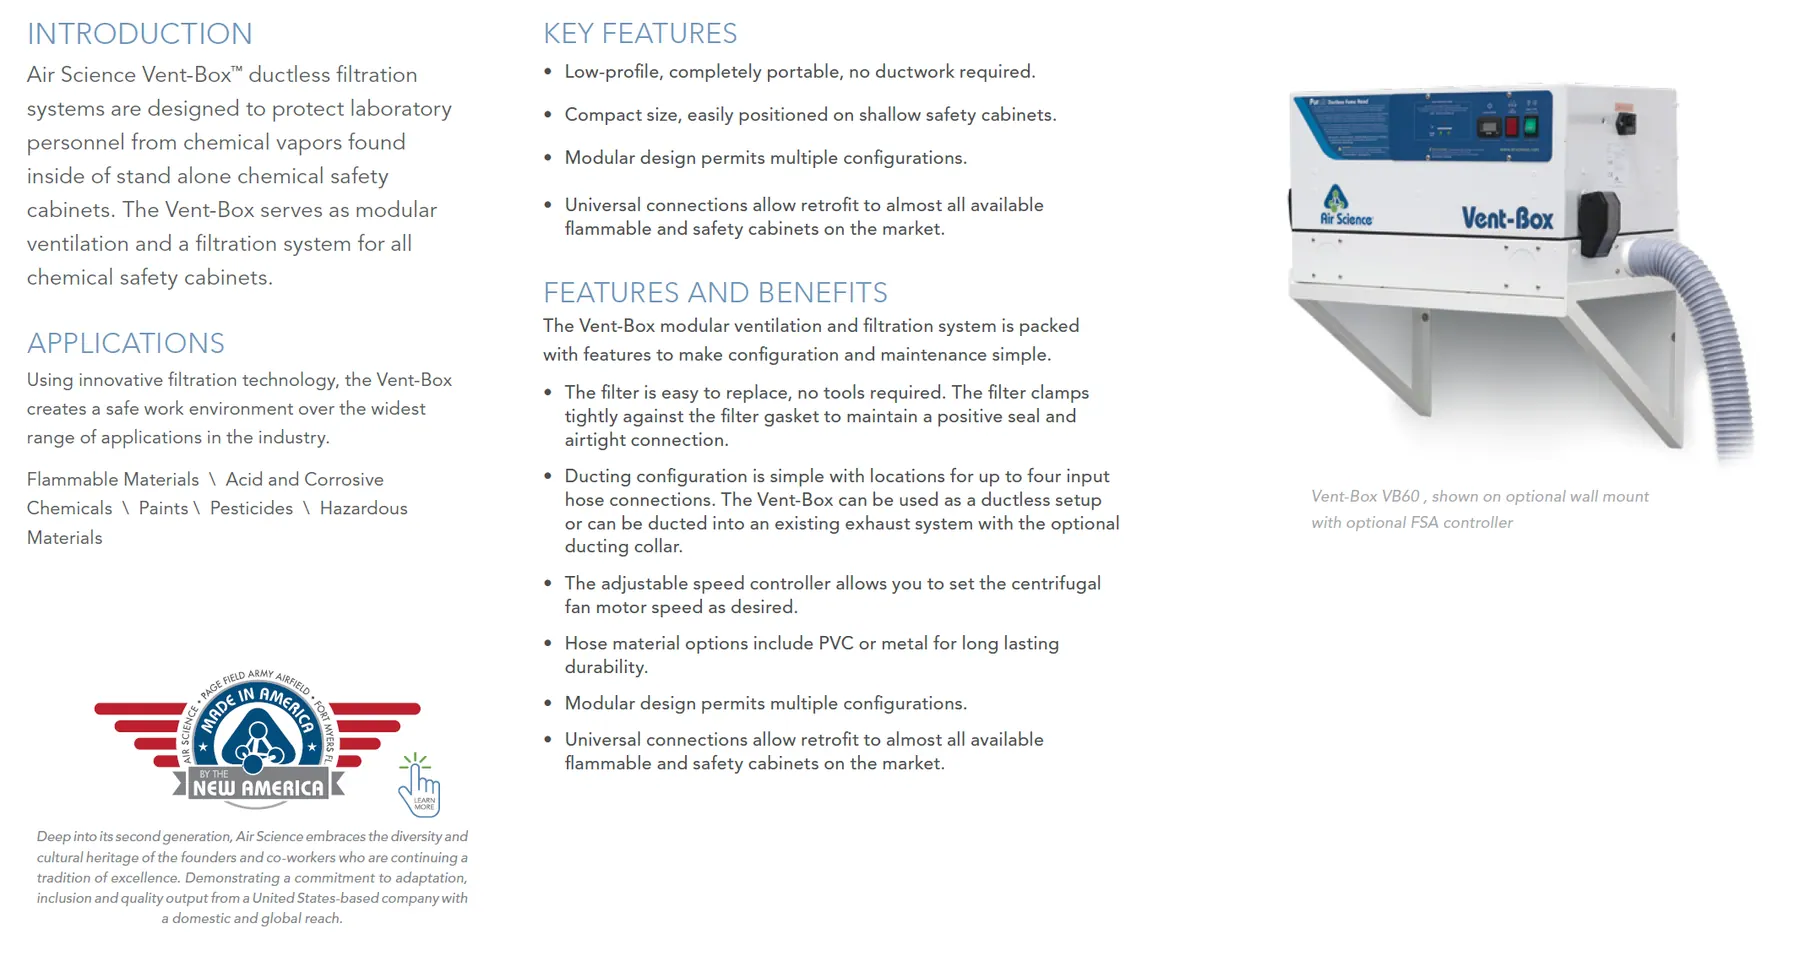 INTRODUCTION
Air Science Vent-Box™ ductless filtration
systems are designed to protect laboratory
personnel from chemical vapors found
inside of stand alone chemical safety
cabinets. The Vent-Box serves as modular
ventilation and a filtration system for all
chemical safety cabinets.
APPLICATIONS
Using innovative filtration technology, the Vent-Box
creates a safe work environment over the widest
range of applications in the industry.
Flammable Materials \ Acid and Corrosive
Chemicals \ Paints \ Pesticides \ Hazardous
Materials
AIR SCIENCE • PAGE FIELD ARMY AIRFIELD • FORT MYERS FL
MADE IN AMERICA
BY THE
NEW AMERICA
LEARN
MORE
Deep into its second generation, Air Science embraces the diversity and
cultural heritage of the founders and co-workers who are continuing a
tradition of excellence. Demonstrating a commitment to adaptation,
inclusion and quality output from a United States-based company with
a domestic and global reach.
KEY FEATURES
• Low-profile, completely portable, no ductwork required.
• Compact size, easily positioned on shallow safety cabinets.
• Modular design permits multiple configurations.
• Universal connections allow retrofit to almost all available
flammable and safety cabinets on the market.
FEATURES AND BENEFITS
The Vent-Box modular ventilation and filtration system is packed
with features to make configuration and maintenance simple.
• The filter is easy to replace, no tools required. The filter clamps
tightly against the filter gasket to maintain a positive seal and
airtight connection.
• Ducting configuration is simple with locations for up to four input
hose connections. The Vent-Box can be used as a ductless setup
or can be ducted into an existing exhaust system with the optional
ducting collar.
• The adjustable speed controller allows you to set the centrifugal
fan motor speed as desired.
• Hose material options include PVC or metal for long lasting
durability.
• Modular design permits multiple configurations.
• Universal connections allow retrofit to almost all available
flammable and safety cabinets on the market.
Ductless Fume Hood
Air Science
Vent-Box
Vent-Box VB60 , shown on optional wall mount
with optional FSA controller